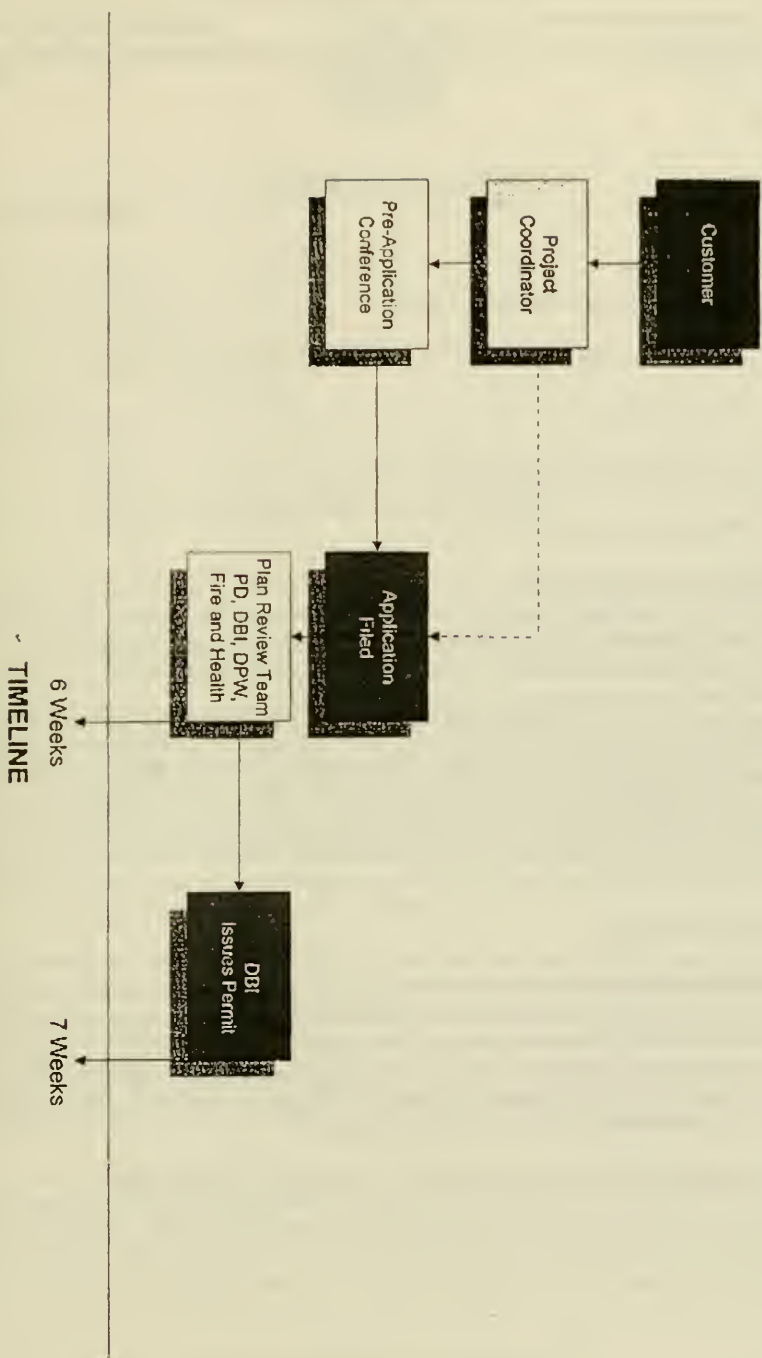 Customer
Project
Coordinator
Pre-Application
Conference
Application
Filed
Plan Review Team
PD, DBI, DPW,
Fire and Health
DBI
Issues Permit
6 Weeks
7 Weeks
TIMELINE